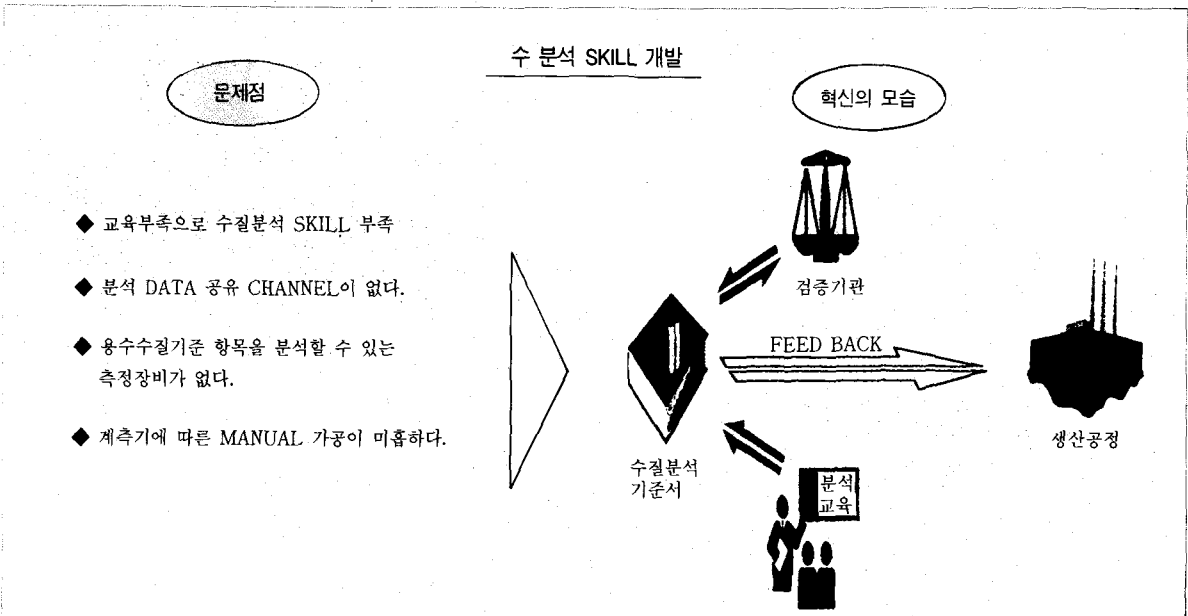 수 분석 SKILL 개발
문제점
◆ 교육부족으로 수질분석 SKILL 부족
◆ 분석 DATA 공유 CHANNEL이 없다.
◆ 용수수질기준 항목을 분석할 수 있는
측정장비가 없다.
◆ 계측기에 따른 MANUAL 가공이 미흡하다.
혁신의 모습
검증기관
FEED BACK
수질분석
기준서
분석
교육
생산공정